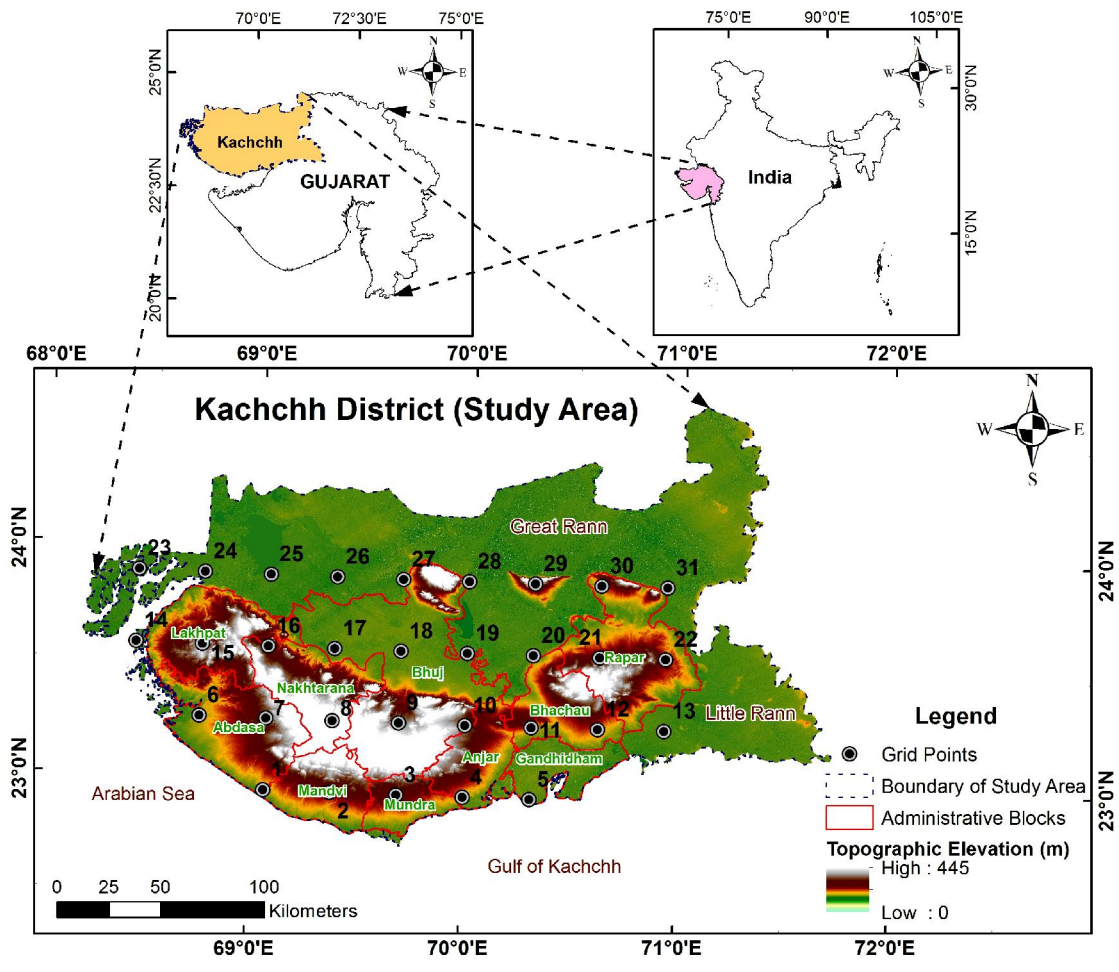 70°0'E 72°30'E 75°0'E
75°0'E 90°0'E 105°0'E
25°0'N
22°30'N
20°0'N
N
W E
S
Kachchh
GUJARAT
N
W E
S
India
30°0'N
15°0'N
68°0'E 69°0'E 70°0'E 71°0'E 72°0'E
Kachchh District (Study Area)
N
W E
S
24°0'N
23°0'N
24°0'N
23°0'N
Great Rann
23 24 25 26 27 28 29 30 31
14 15 16 17 18 19 20 21 22
Lakhpat
Nakhtarana
Bhuj
Rapar
6 7 8 9 10 11 12 13
Abdasa
Bhachau
Little Rann
Anjar
Gandhidham
1 2 3 4 5
Mandvi
Mundra
Arabian Sea
Gulf of Kachchh
Legend
Grid Points
Boundary of Study Area
Administrative Blocks
Topographic Elevation (m)
High : 445
Low : 0
0 25 50 100
Kilometers
69°0'E 70°0'E 71°0'E 72°0'E